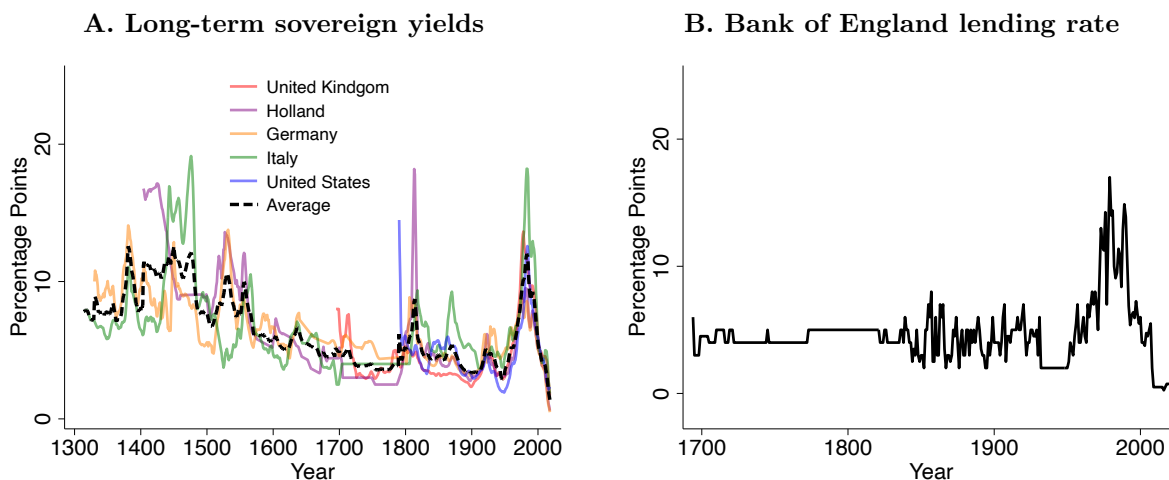 A. Long-term sovereign yields
Percentage Points
20
10
0
United Kindgom
Holland
Germany
Italy
United States
Average
1300 1400 1500 1600 1700 1800 1900 2000
Year
B. Bank of England lending rate
Percentage Points
20
10
0
1700 1800 1900 2000
Year